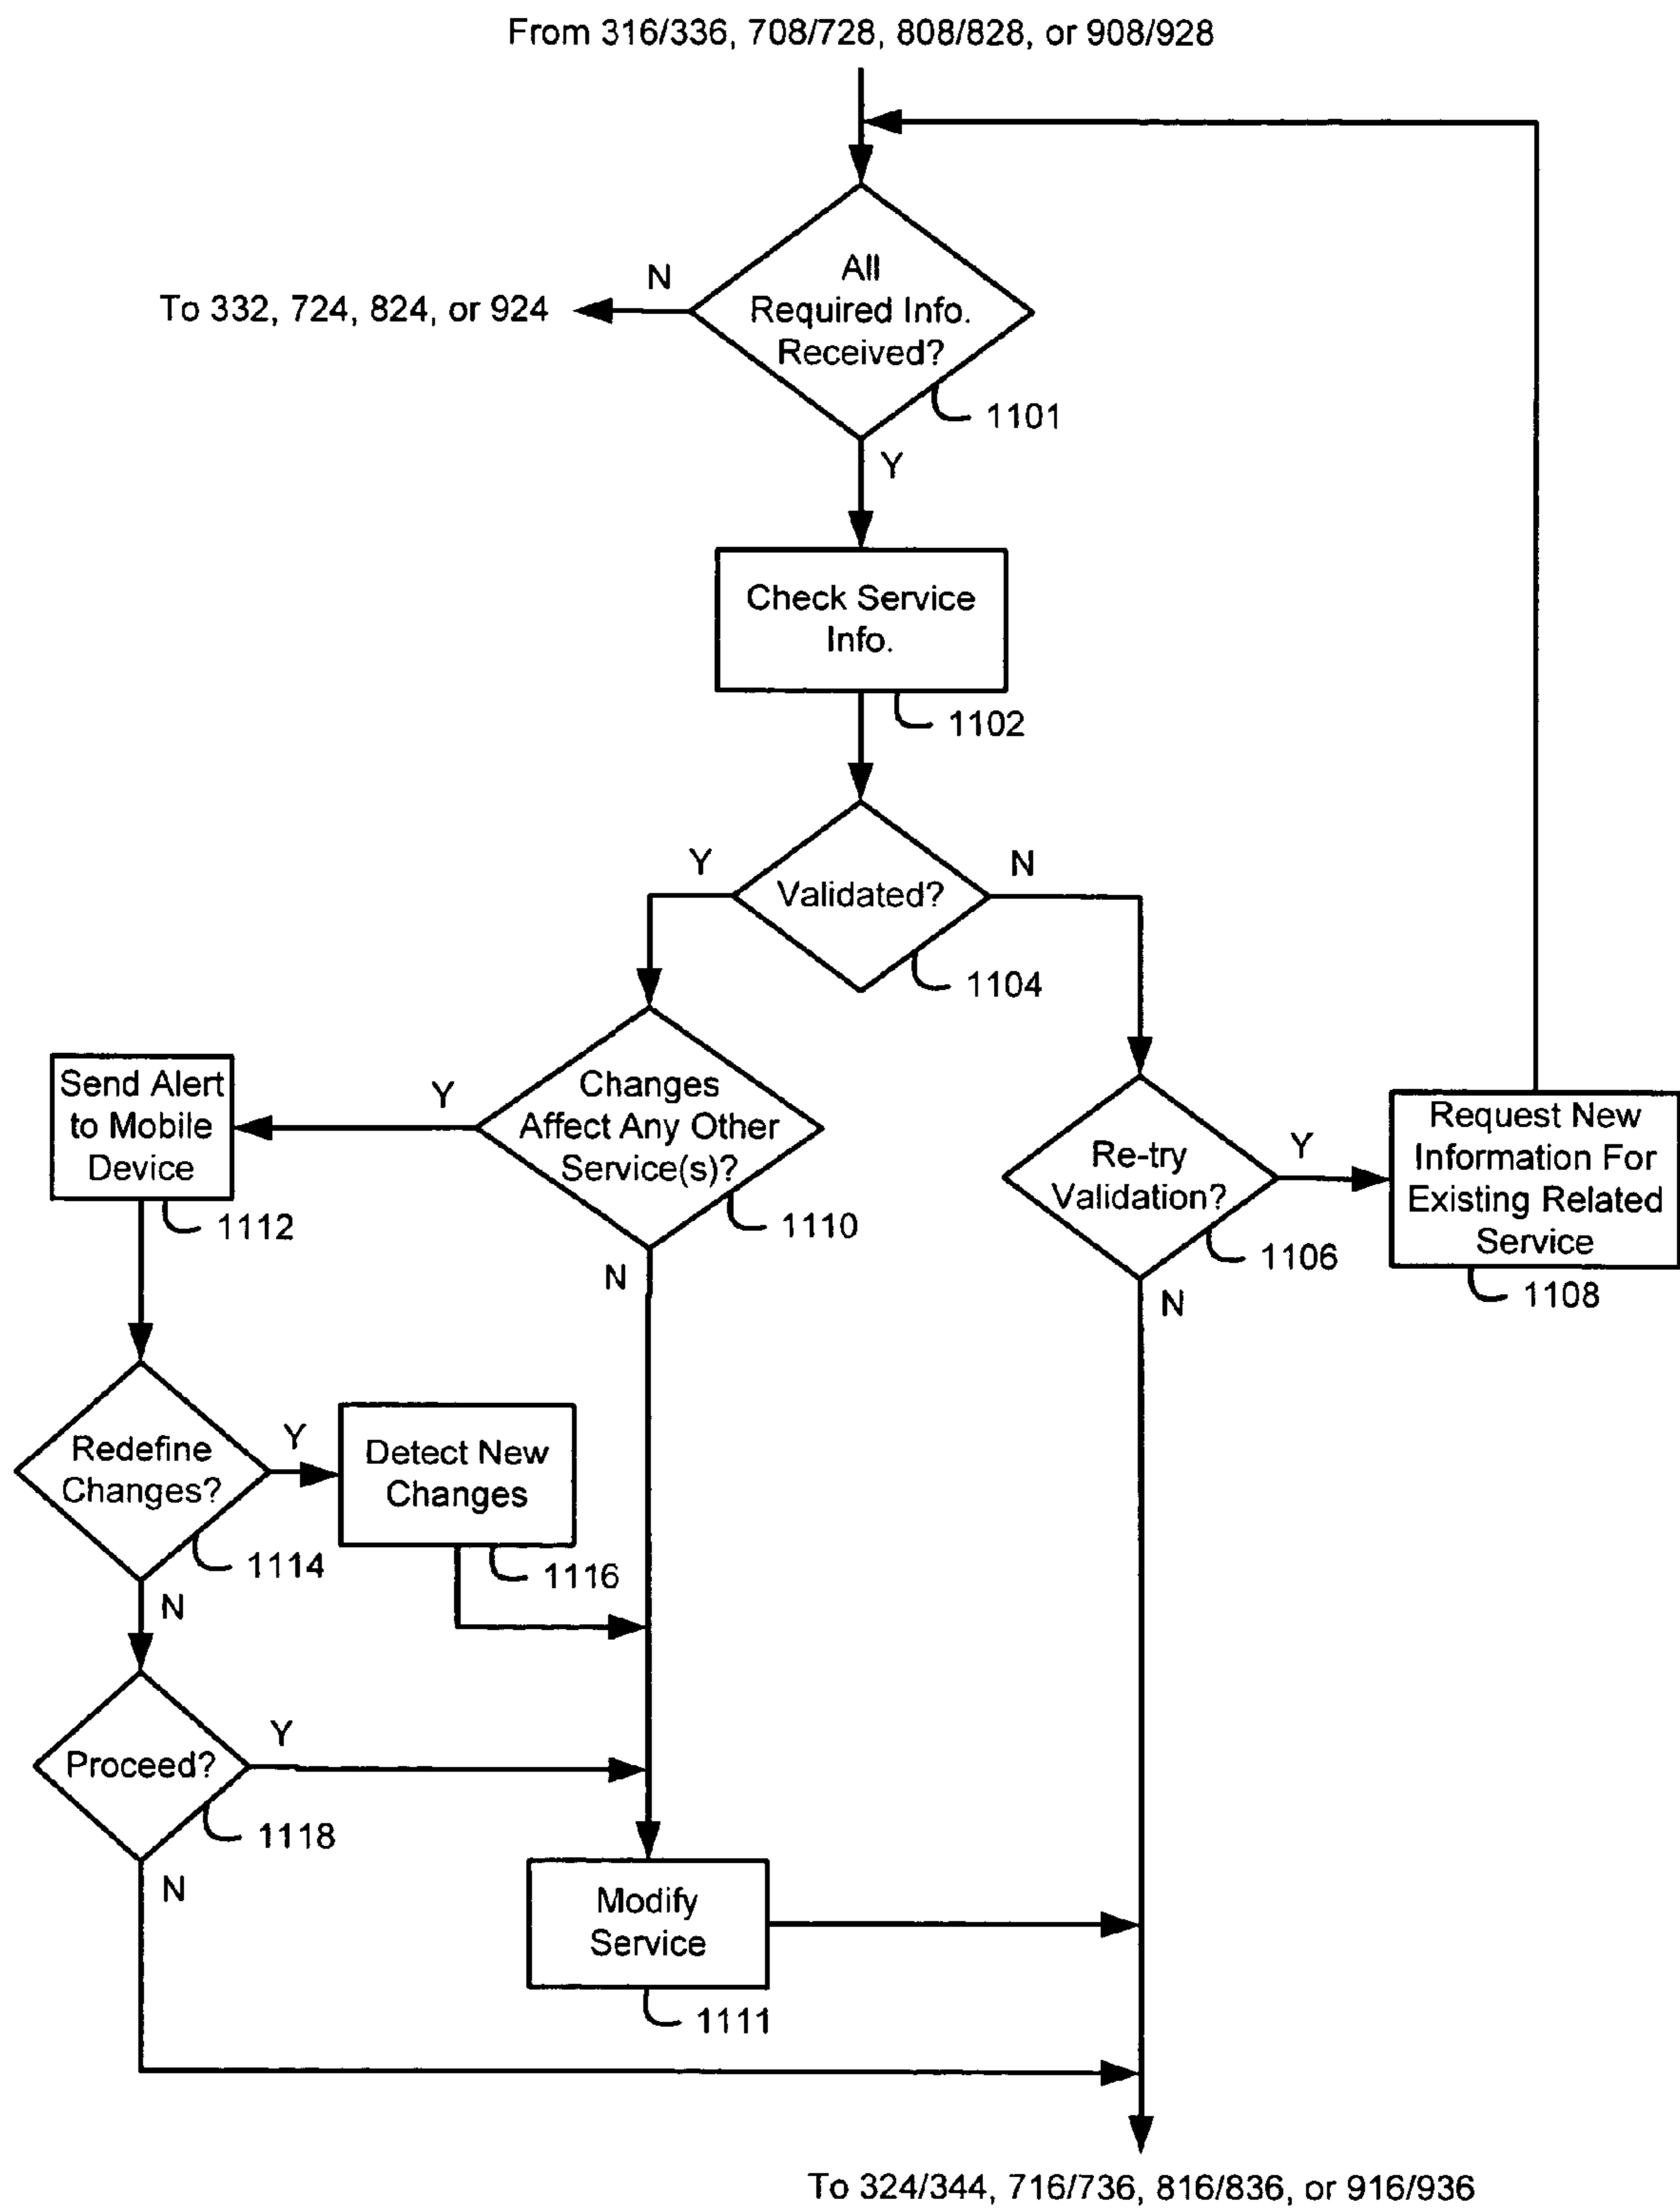 From 316/336, 708/728, 808/828, or 908/928
All
Required Info.
Received?
N
To 332, 724, 824, or 924
1101
Y
Check Service
Info.
1102
Validated?
Y
N
1104
Changes
Affect Any Other
Service(s)?
Y
1110
N
Send Alert
to Mobile
Device
1112
Re-try
Validation?
Y
1106
N
Request New
Information For
Existing Related
Service
1108
Redefine
Changes?
Y
1114
N
Detect New
Changes
1116
Proceed?
Y
1118
N
Modify
Service
1111
To 324/344, 716/736, 816/836, or 916/936